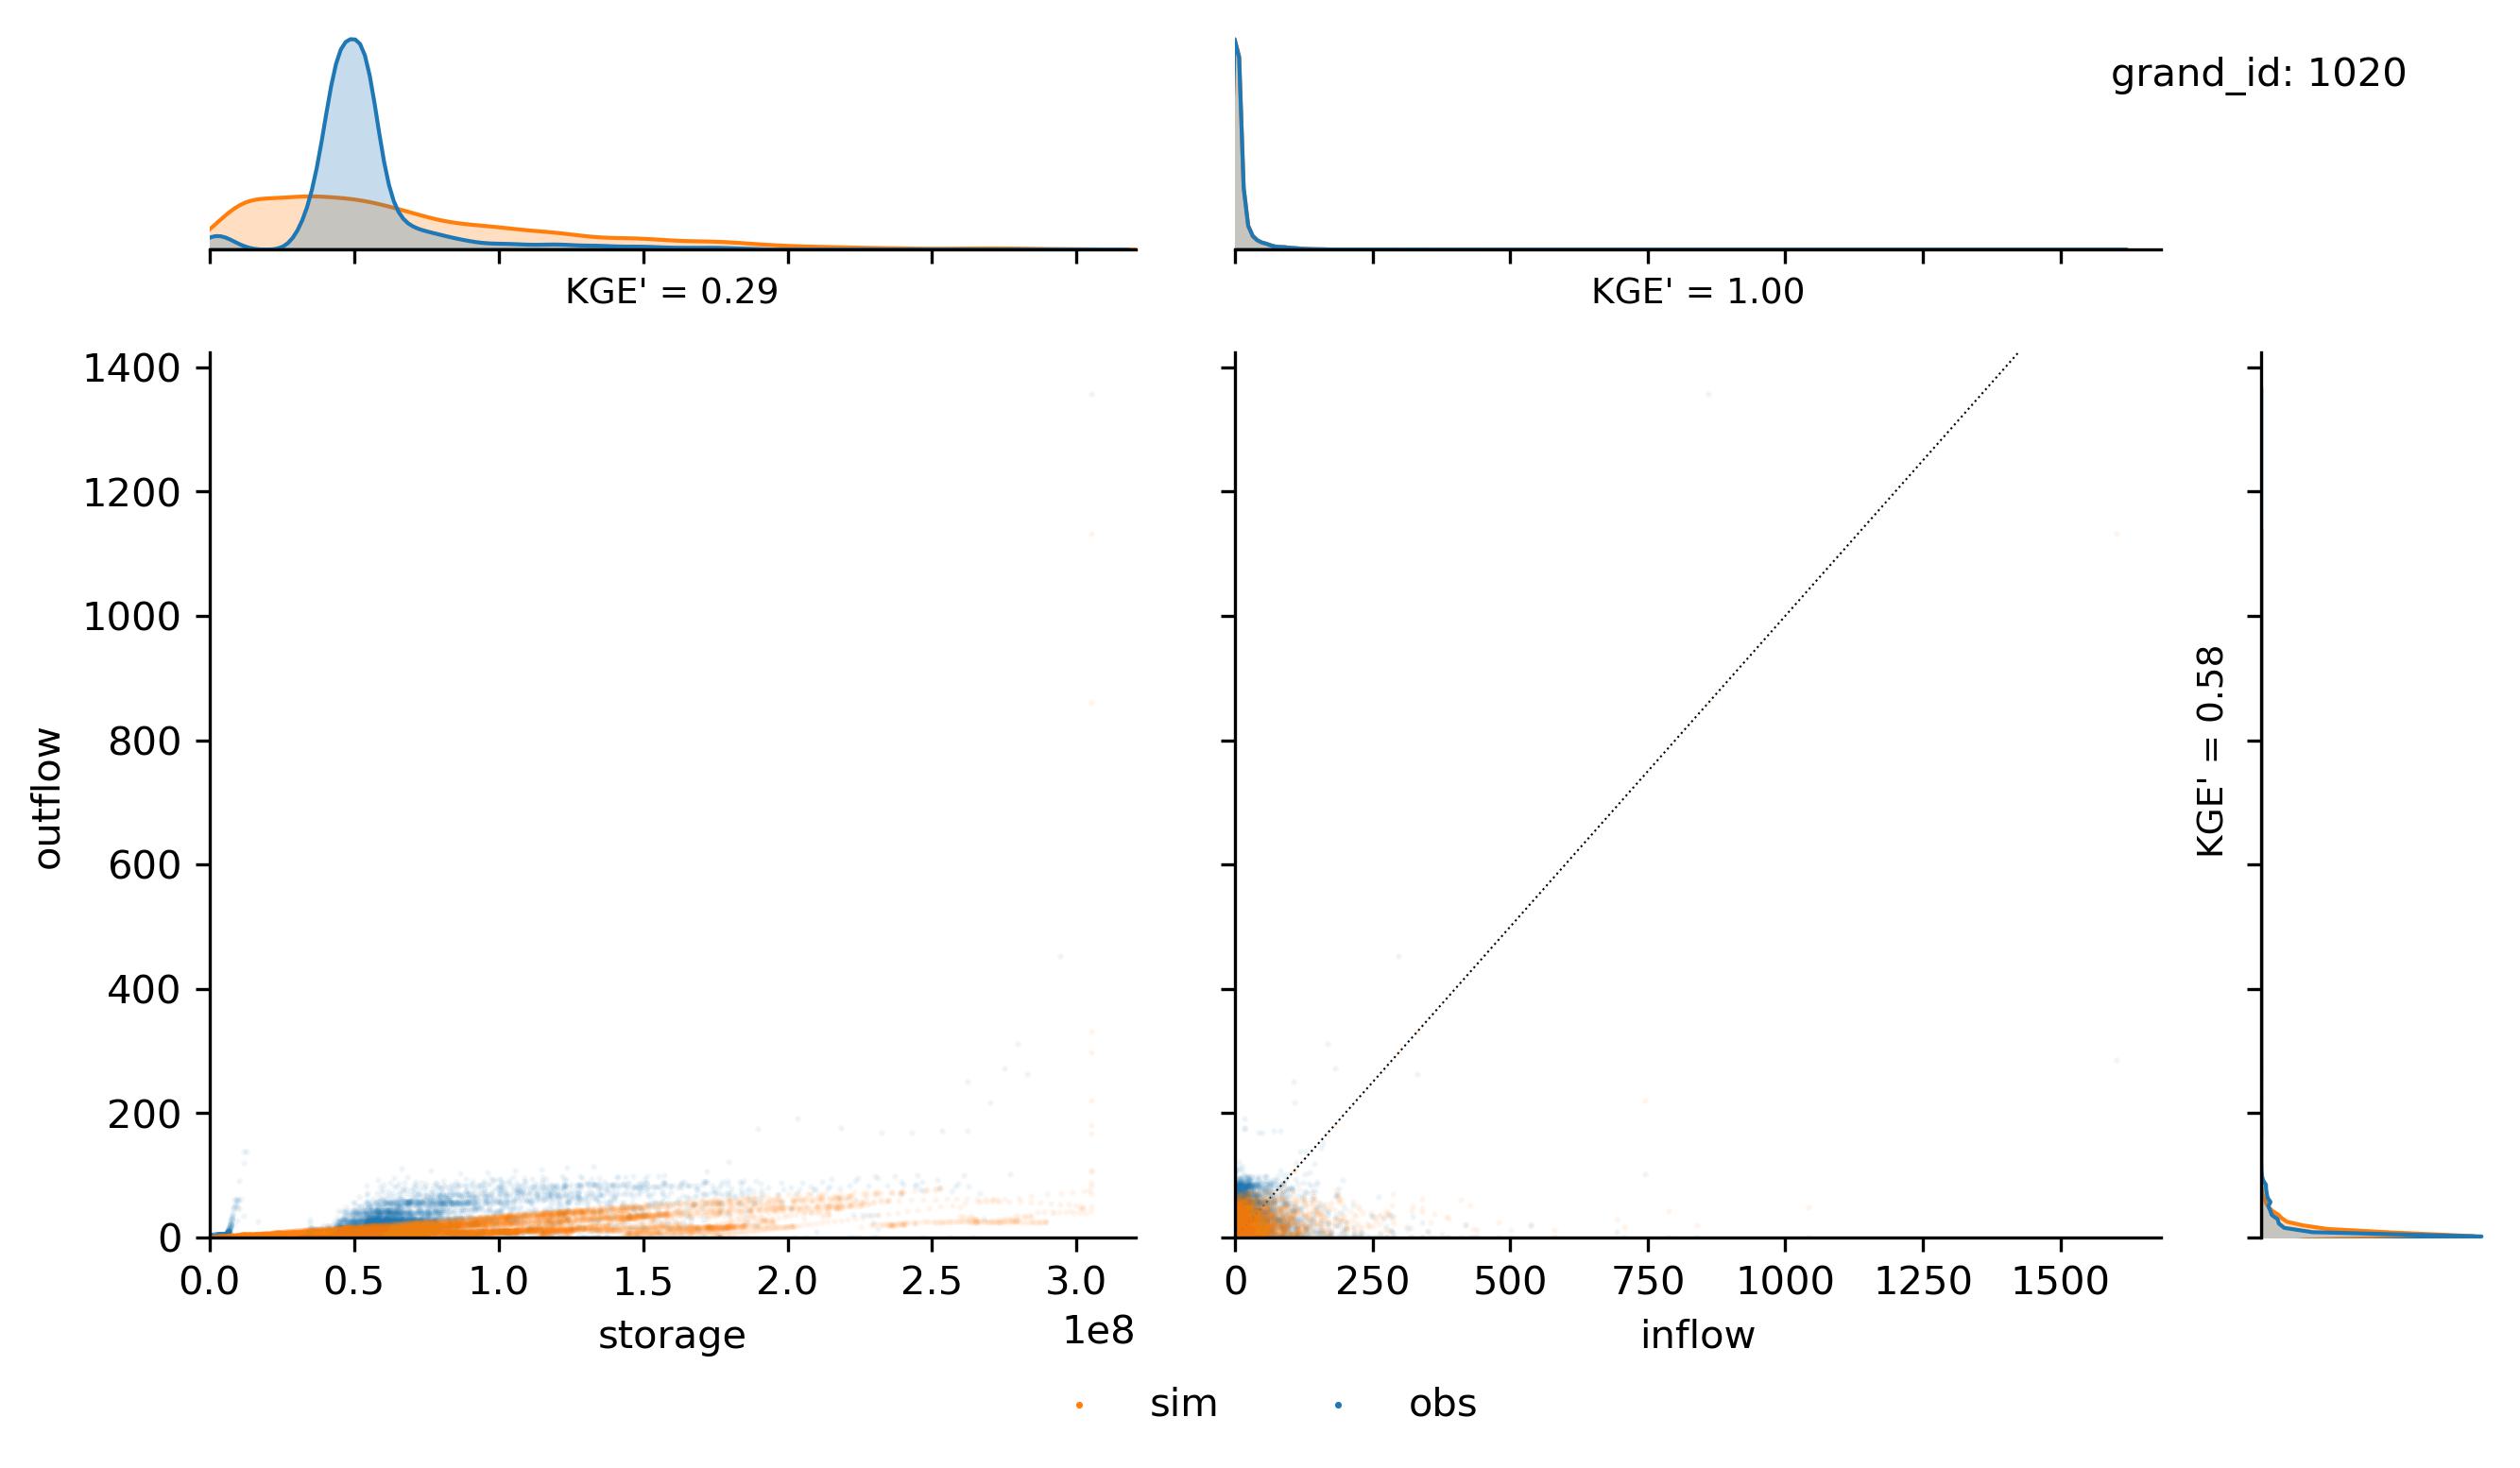 grand_id: 1020
KGE' = 0.29
KGE' = 1.00
1400
1200
1000
800
600
400
200
0
outflow
KGE' = 0.58
0.0 0.5 1.0 1.5 2.0 2.5 3.0
0 250 500 750 1000 1250 1500
storage
1e8
inflow
sim
obs